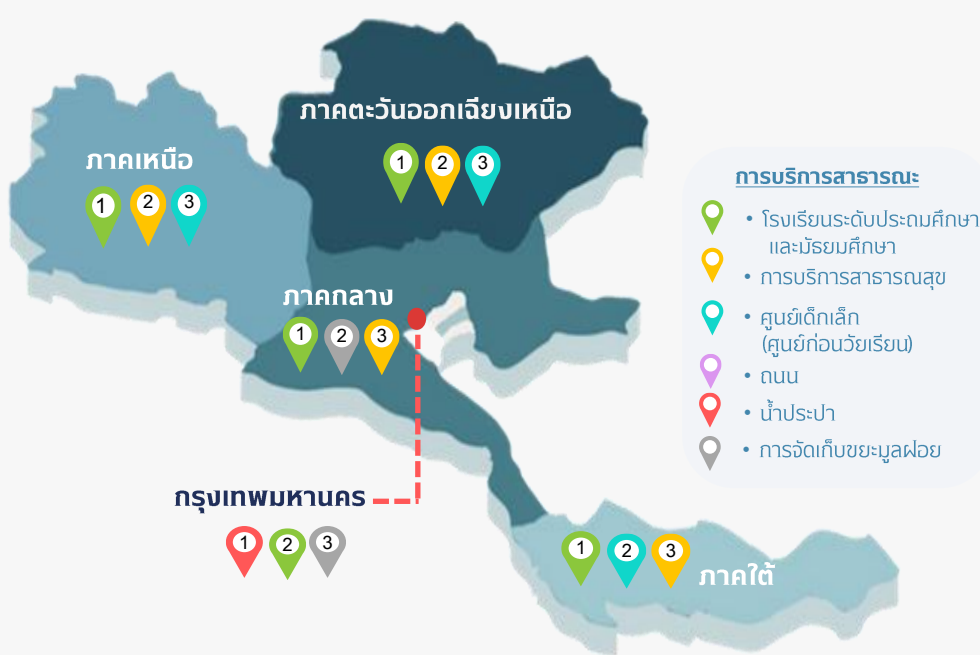 ภาคตะวันออกเฉียงเหนือ
1 2 3
ภาคเหนือ
1 2 3
ภาคกลาง
1 2 3
กรุงเทพมหานคร
1 2 3
1 2 3
ภาคใต้
การบริการสาธารณะ
• โรงเรียนระดับประถมศึกษา
และมัธยมศึกษา
• การบริการสาธารณสุข
• ศูนย์เด็กเล็ก
(ศูนย์ก่อนวัยเรียน)
• ถนน
• น้ำประปา
• การจัดเก็บขยะมูลฝอย